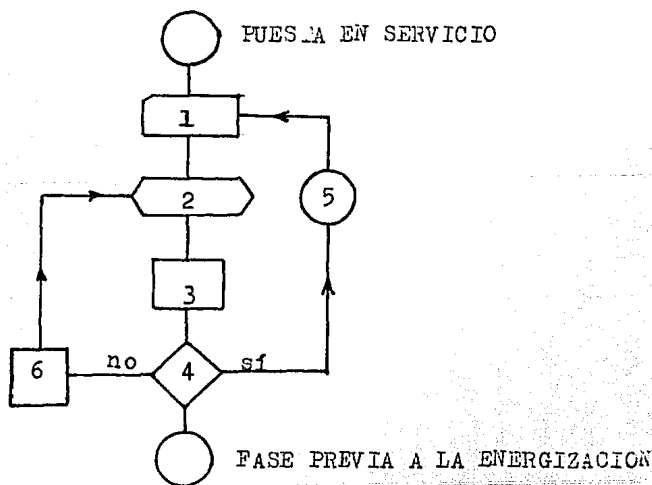 PUESTA EN SERVICIO
1
2
5
3
6
no
4
sí
FASE PREVIA A LA ENERGIZACION